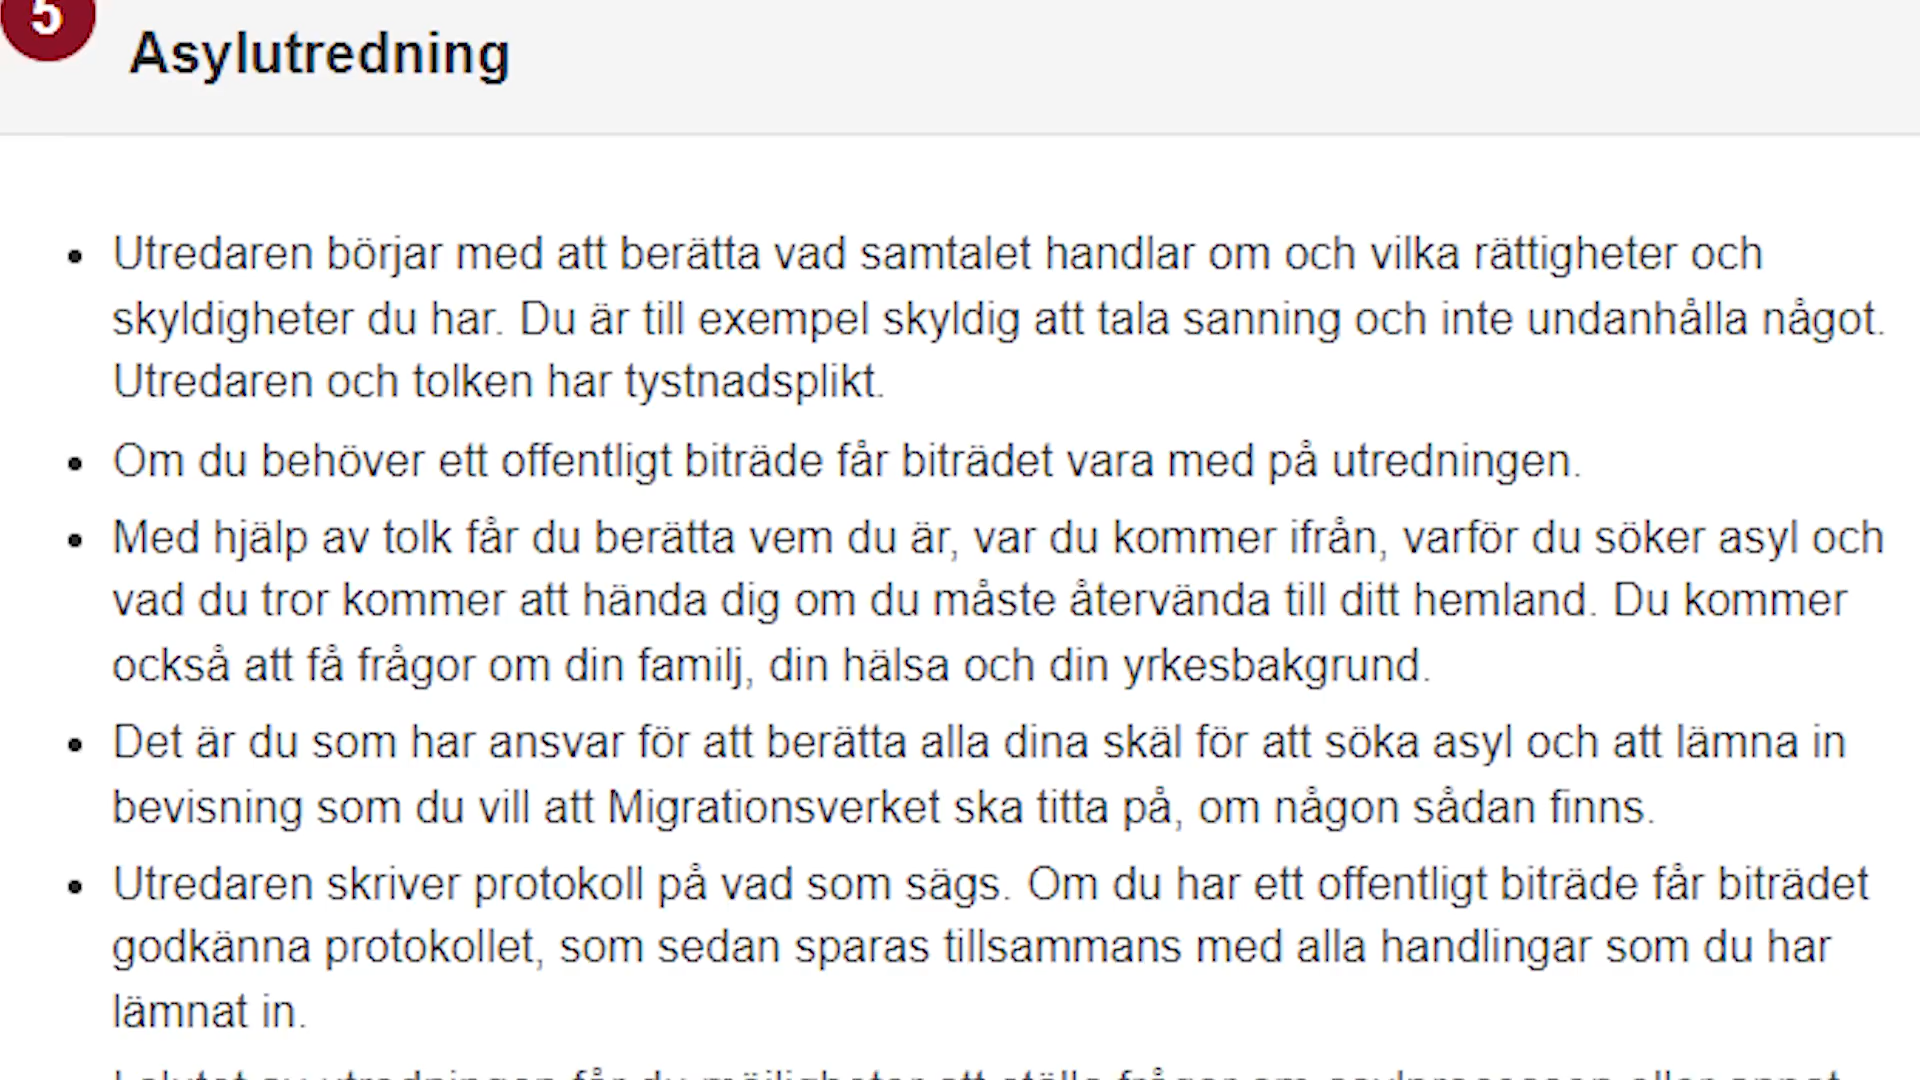 5
Asylutredning
Utredaren börjar med att berätta vad samtalet handlar om och vilka rättigheter och
skyldigheter du har. Du är till exempel skyldig att tala sanning och inte undanhålla något.
Utredaren och tolken har tystnadsplikt.
Om du behöver ett offentligt biträde får biträdet vara med på utredningen.
Med hjälp av tolk får du berätta vem du är, var du kommer ifrån, varför du söker asyl och
vad du tror kommer att hända dig om du måste återvända till ditt hemland. Du kommer
också att få frågor om din familj, din hälsa och din yrkesbakgrund.
Det är du som har ansvar för att berätta alla dina skäl för att söka asyl och att lämna in
bevisning som du vill att Migrationsverket ska titta på, om någon sådan finns.
Utredaren skriver protokoll på vad som sägs. Om du har ett offentligt biträde får biträdet
godkänna protokollet, som sedan sparas tillsammans med alla handlingar som du har
lämnat in.